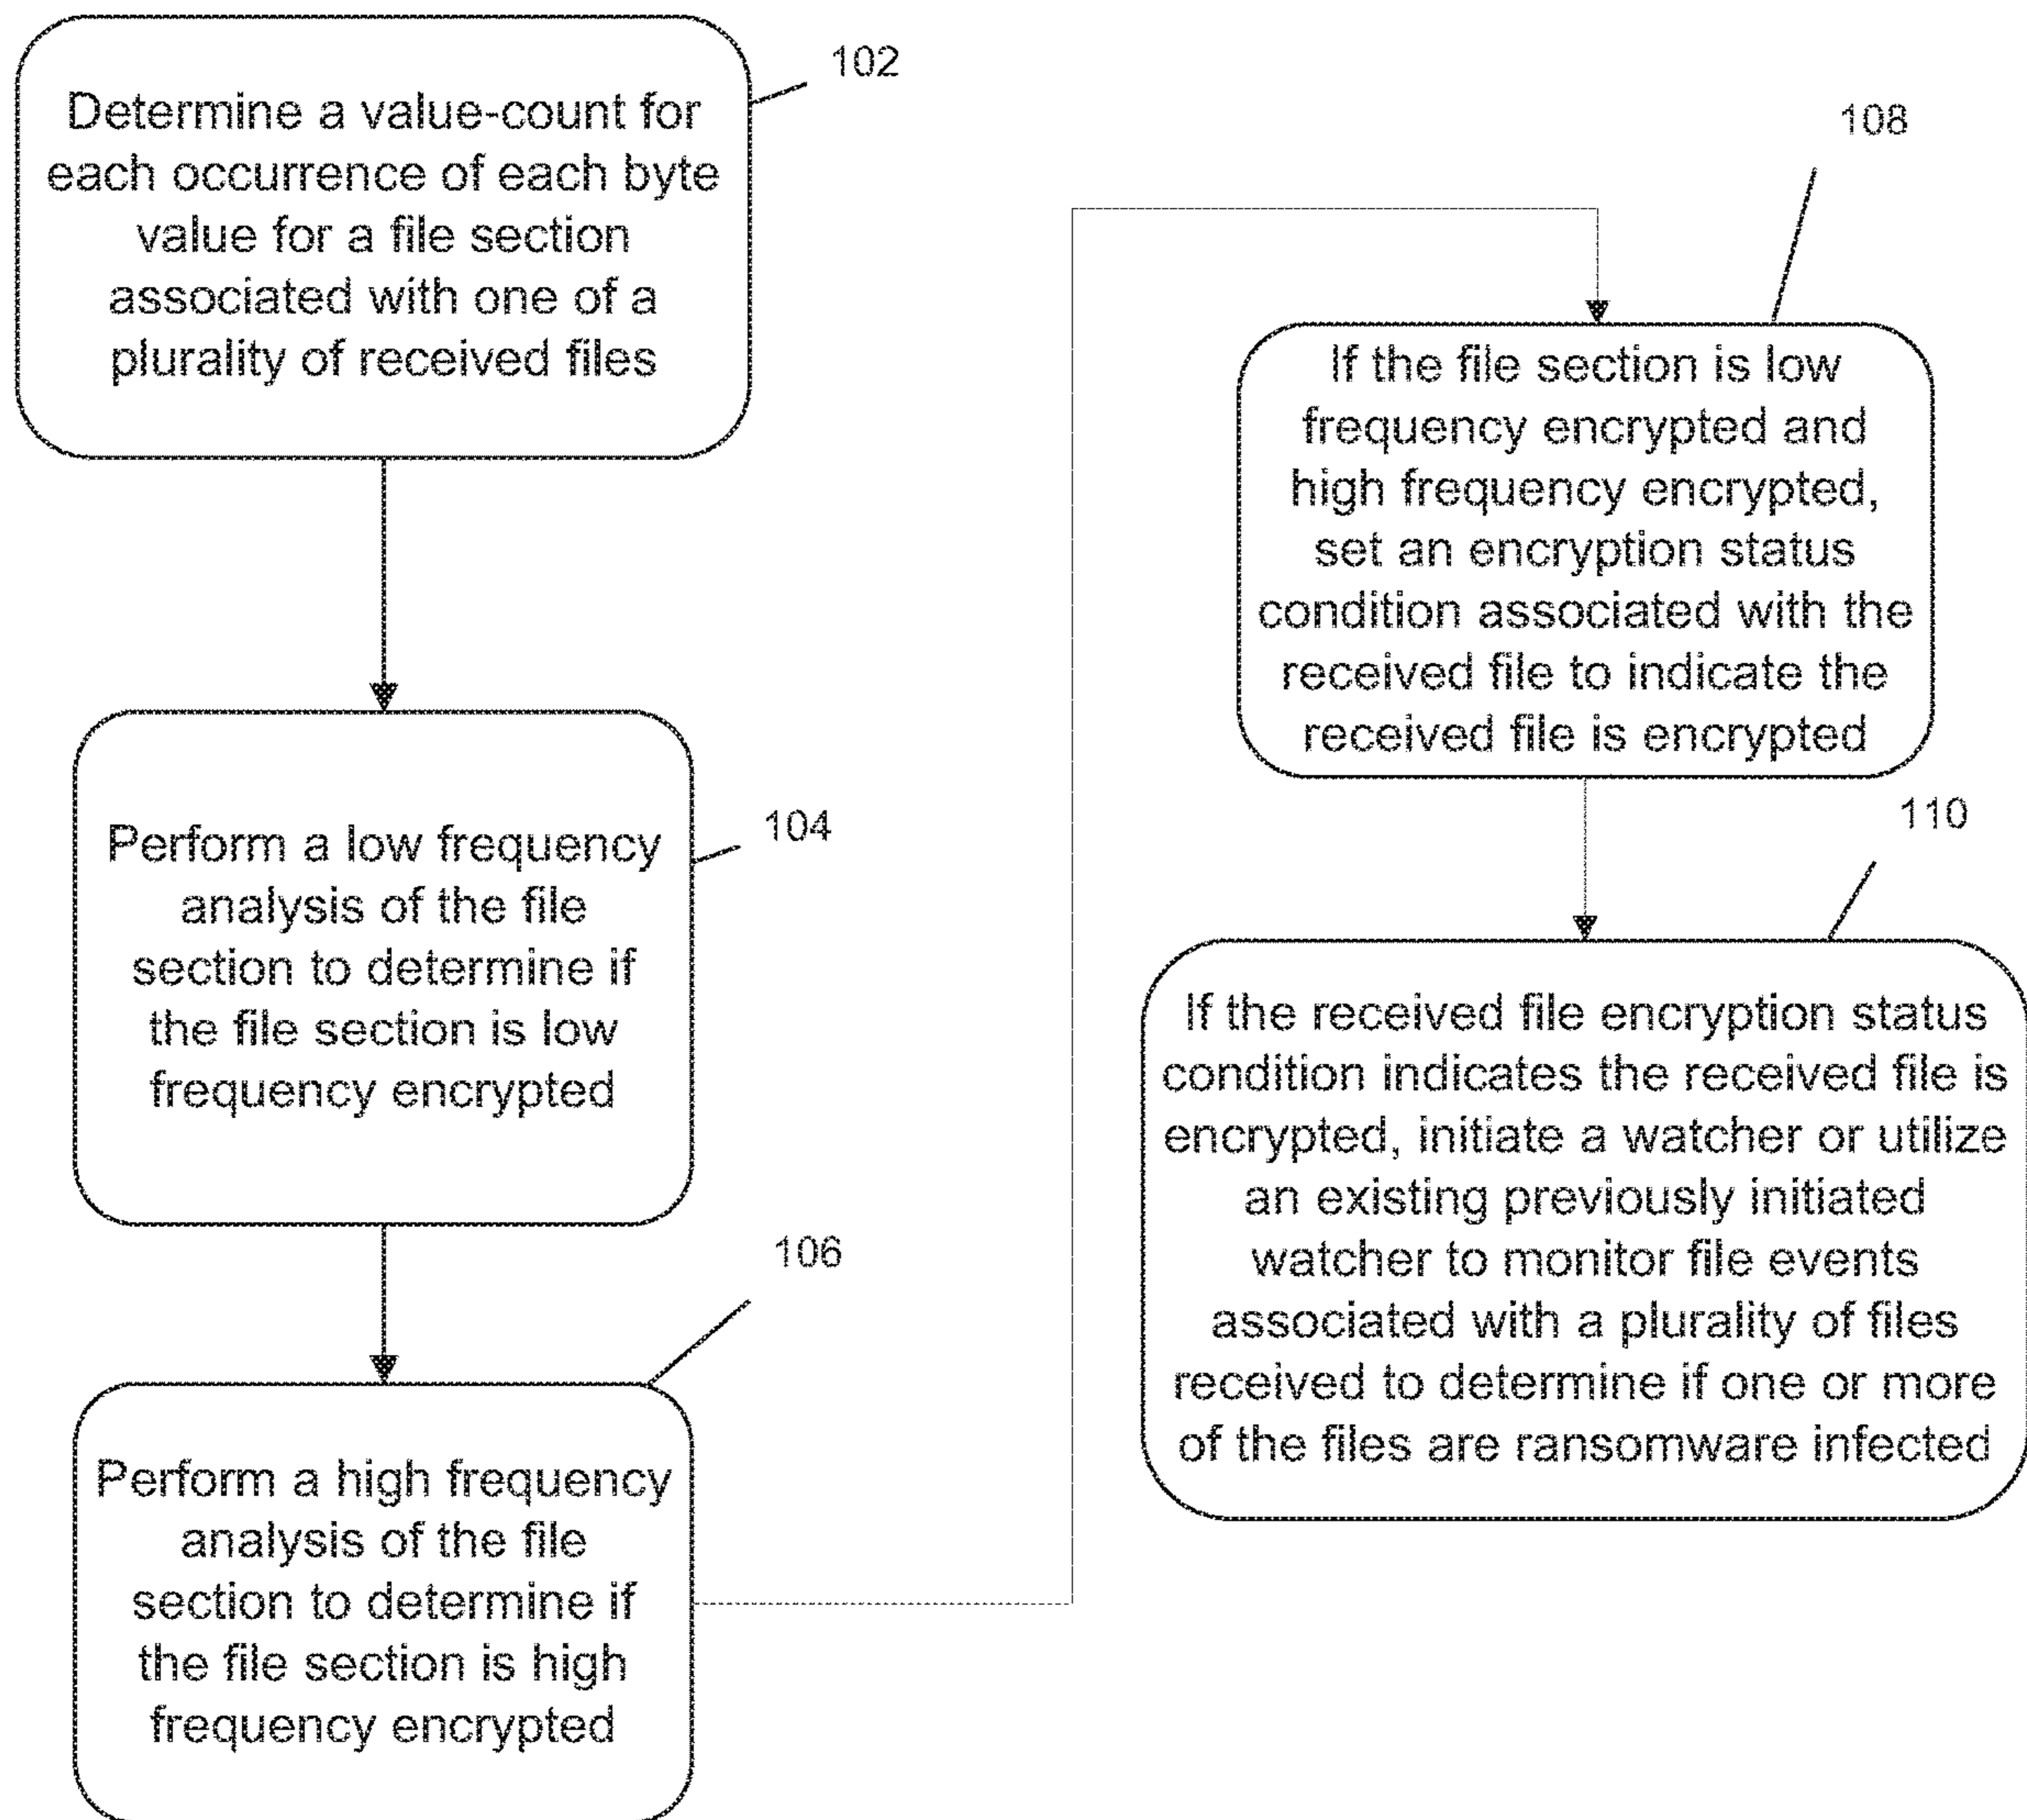 102
Determine a value-count for
each occurrence of each byte
value for a file section
associated with one of a
plurality of received files
104
Perform a low frequency
analysis of the file
section to determine if
the file section is low
frequency encrypted
106
Perform a high frequency
analysis of the file
section to determine if
the file section is high
frequency encrypted
108
If the file section is low
frequency encrypted and
high frequency encrypted,
set an encryption status
condition associated with the
received file to indicate the
received file is encrypted
110
If the received file encryption status
condition indicates the received file is
encrypted, initiate a watcher or utilize
an existing previously initiated
watcher to monitor file events
associated with a plurality of files
received to determine if one or more
of the files are ransomware infected